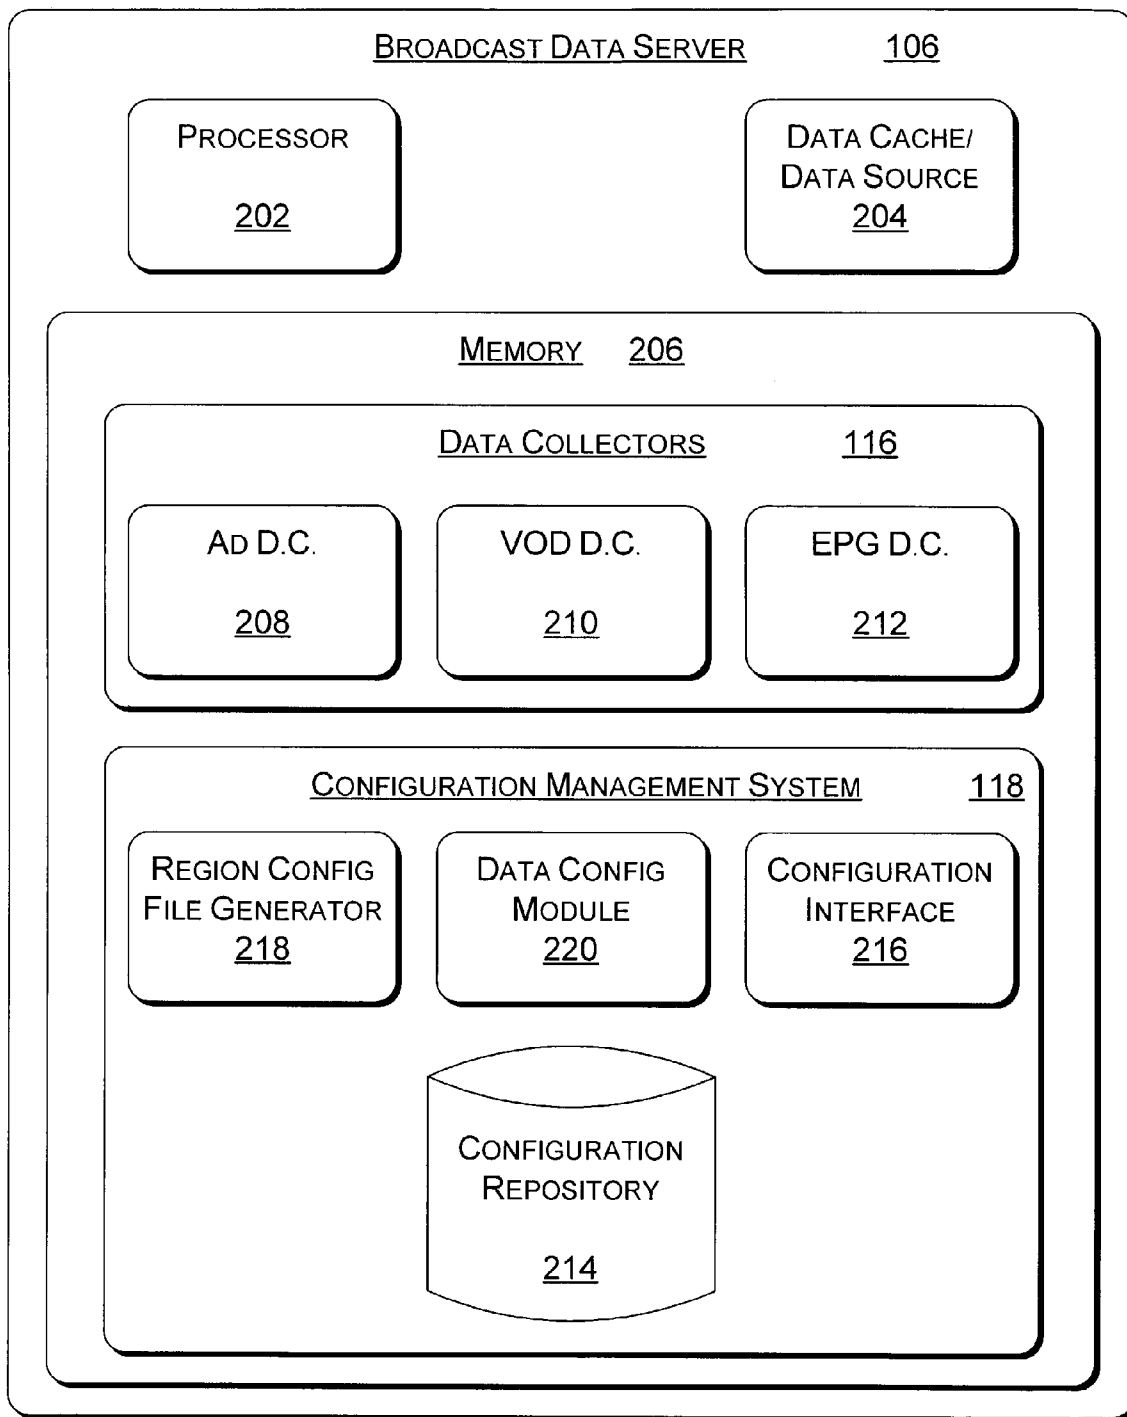 BROADCAST DATA SERVER 106
PROCESSOR
202
DATA CACHE/
DATA SOURCE
204
MEMORY 206
DATA COLLECTORS 116
AD D.C.
208
VOD D.C.
210
EPG D.C.
212
CONFIGURATION MANAGEMENT SYSTEM 118
REGION CONFIG
FILE GENERATOR
218
DATA CONFIG
MODULE
220
CONFIGURATION
INTERFACE
216
CONFIGURATION
REPOSITORY
214